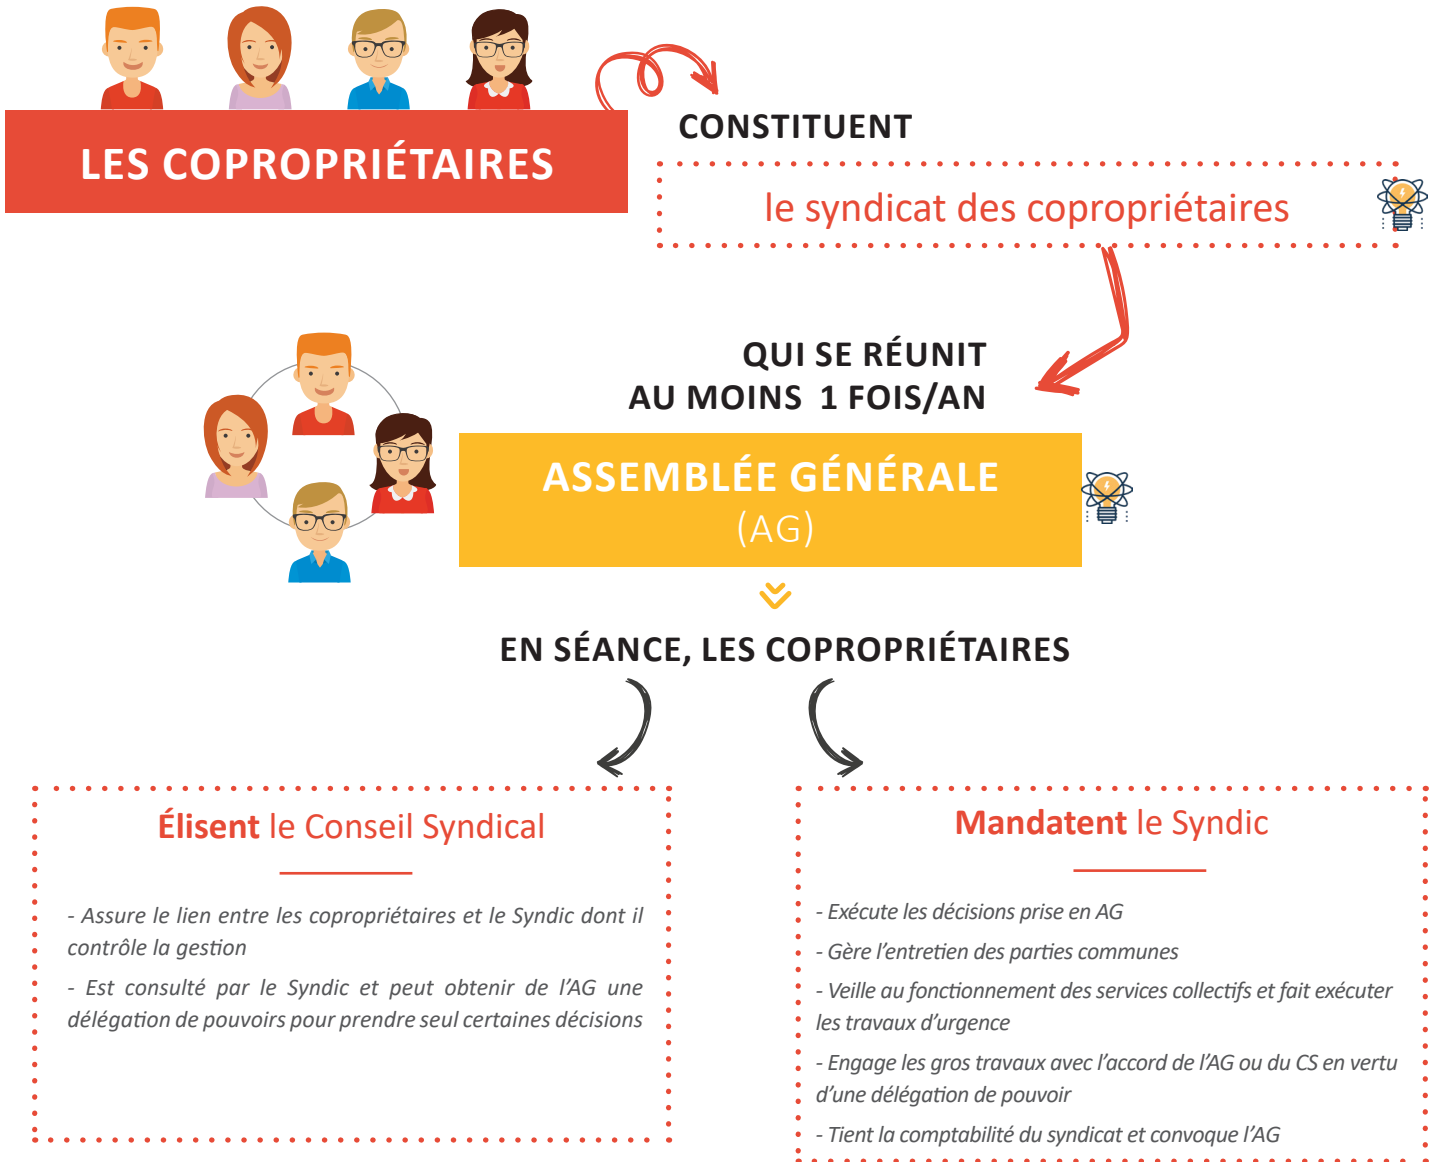 LES COPROPRIÉTAIRES
CONSTITUENT
le syndicat des copropriétaires
QUI SE RÉUNIT
AU MOINS 1 FOIS/AN
ASSEMBLÉE GÉNÉRALE
(AG)
EN SÉANCE, LES COPROPRIÉTAIRES
Élisent le Conseil Syndical
- Assure le lien entre les copropriétaires et le Syndic dont il
contrôle la gestion
- Est consulté par le Syndic et peut obtenir de l’AG une
délégation de pouvoirs pour prendre seul certaines décisions
Mandatent le Syndic
- Exécute les décisions prise en AG
- Gère l’entretien des parties communes
- Veille au fonctionnement des services collectifs et fait exécuter
les travaux d’urgence
- Engage les gros travaux avec l’accord de l’AG ou du CS en vertu
d’une délégation de pouvoir
- Tient la comptabilité du syndicat et convoque l’AG